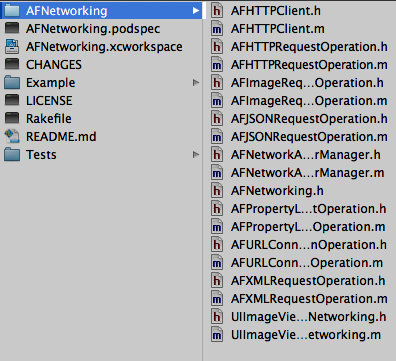 AFNetworking
AFNetworking.podspec
AFNetworking.xcworkspace
CHANGES
Example
LICENSE
Rakefile
README.md
Tests
h AFHTTPClient.h
m AFHTTPClient.m
h AFHTTPRequestOperation.h
m AFHTTPRequestOperation.m
h AFImageReq...Operation.h
m AFImageReq...Operation.m
h AFJSONRequestOperation.h
m AFJSONRequestOperation.m
h AFNetworkA...rManager.h
m AFNetworkA...rManager.m
h AFNetworking.h
h AFPropertyL...tOperation.h
m AFPropertyL...Operation.m
h AFURLConn...nOperation.h
m AFURLConn...Operation.m
h AFXMLRequestOperation.h
m AFXMLRequestOperation.m
h UIImageVie...Networking.h
m UIImageVie...etworking.m